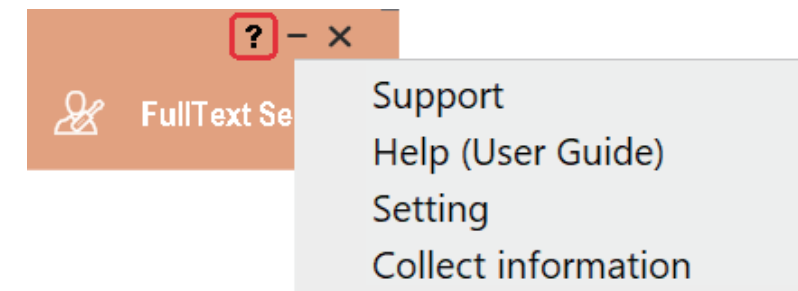 ? – ×
FullText Se
Support
Help (User Guide)
Setting
Collect information